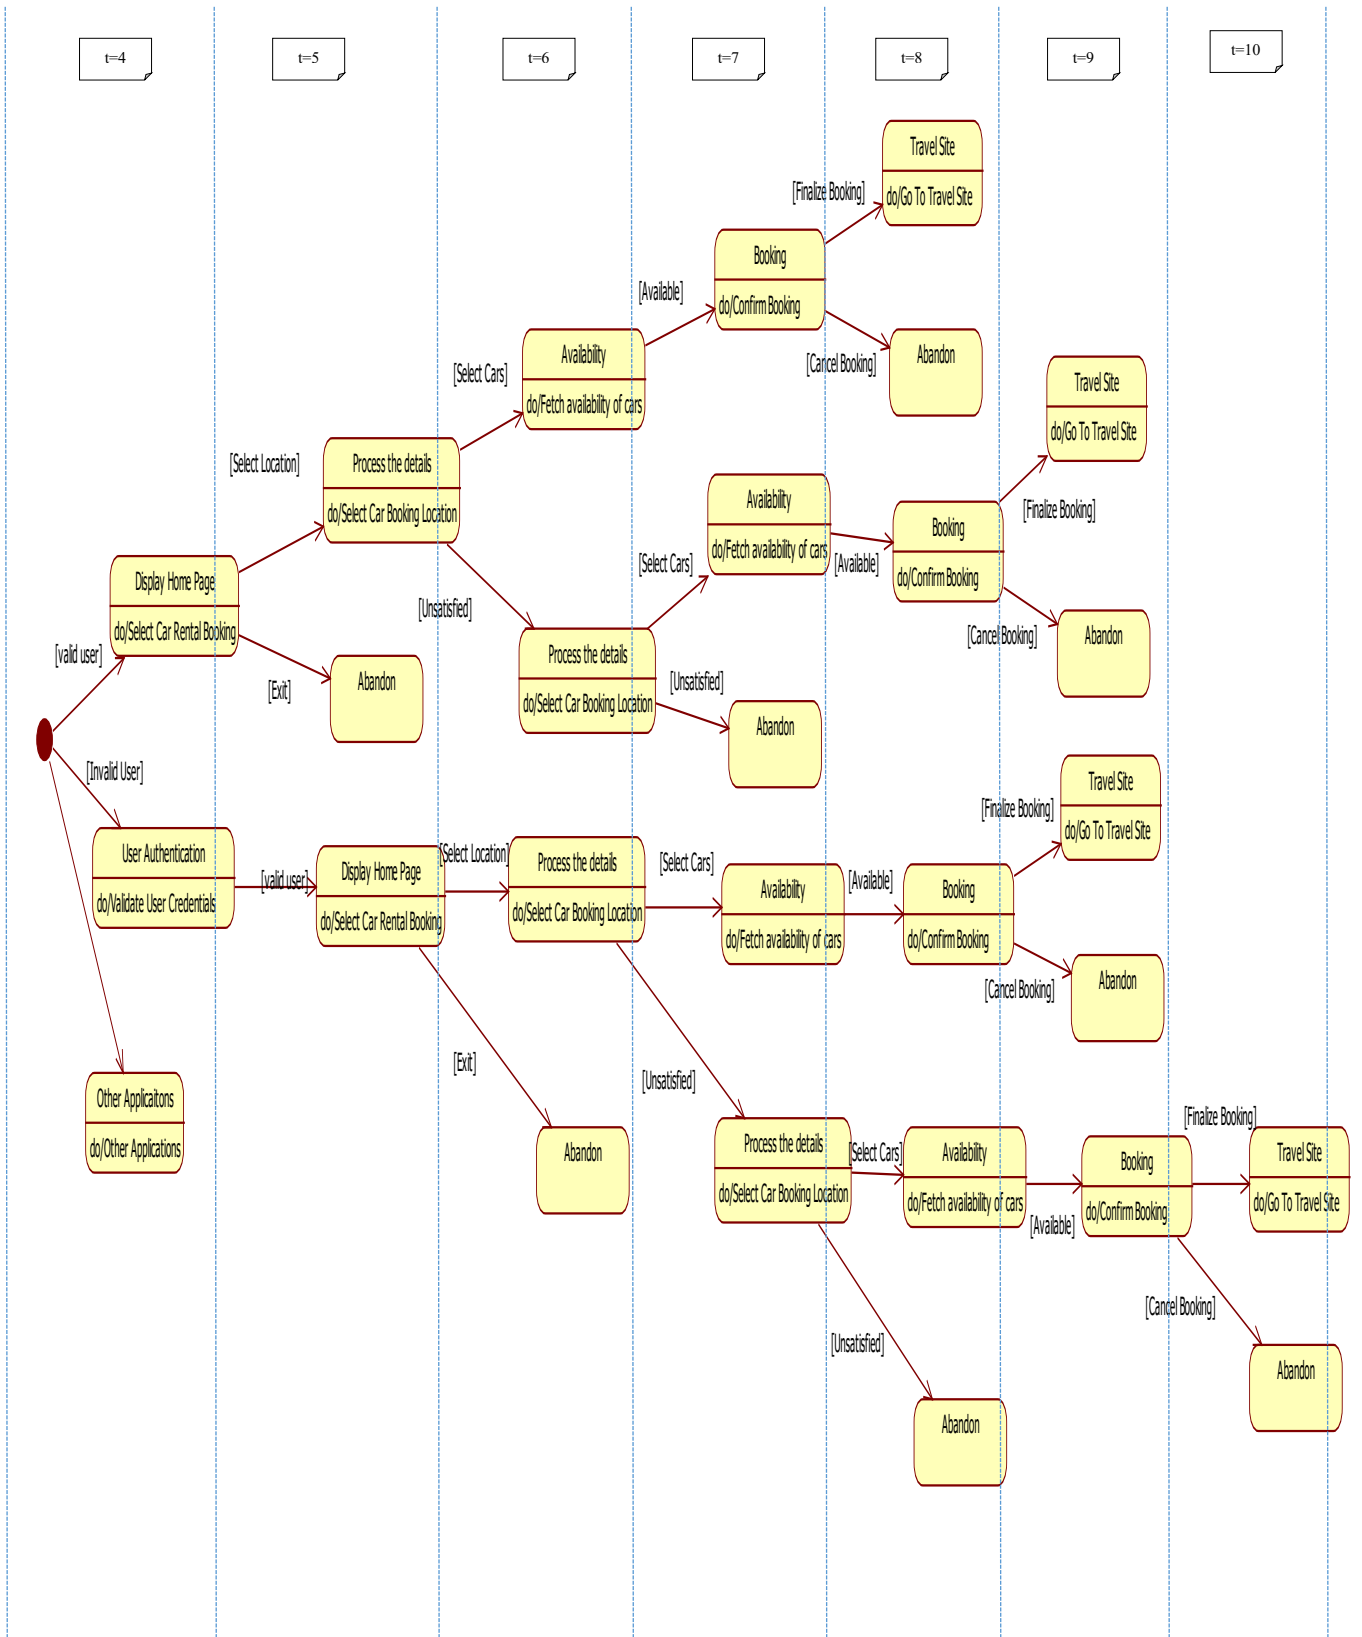 t=4
t=5
t=6
t=7
t=8
t=9
t=10
Travel Site
do/Go To Travel Site
[Finalize Booking]
Booking
do/Confirm Booking
[Available]
[Cancel Booking]
Abandon
Availability
do/Fetch availability of cars
[Select Cars]
Travel Site
do/Go To Travel Site
[Finalize Booking]
Process the details
do/Select Car Booking Location
[Select Location]
Availability
do/Fetch availability of cars
[Select Cars]
[Available]
Booking
do/Confirm Booking
[Cancel Booking]
Abandon
Display Home Page
do/Select Car Rental Booking
[valid user]
[Exit]
Abandon
[Unsatisfied]
Process the details
do/Select Car Booking Location
[Unsatisfied]
Abandon
[Invalid User]
User Authentication
do/Validate User Credentials
[valid user]
Display Home Page
do/Select Car Rental Booking
[Select Location]
Process the details
do/Select Car Booking Location
[Select Cars]
Availability
do/Fetch availability of cars
[Available]
Booking
do/Confirm Booking
[Finalize Booking]
Travel Site
do/Go To Travel Site
[Cancel Booking]
Abandon
Other Applicaitons
do/Other Applications
[Exit]
Abandon
[Unsatisfied]
Process the details
do/Select Car Booking Location
[Select Cars]
Availability
do/Fetch availability of cars
[Available]
Booking
do/Confirm Booking
[Finalize Booking]
Travel Site
do/Go To Travel Site
[Cancel Booking]
Abandon
[Unsatisfied]
Abandon